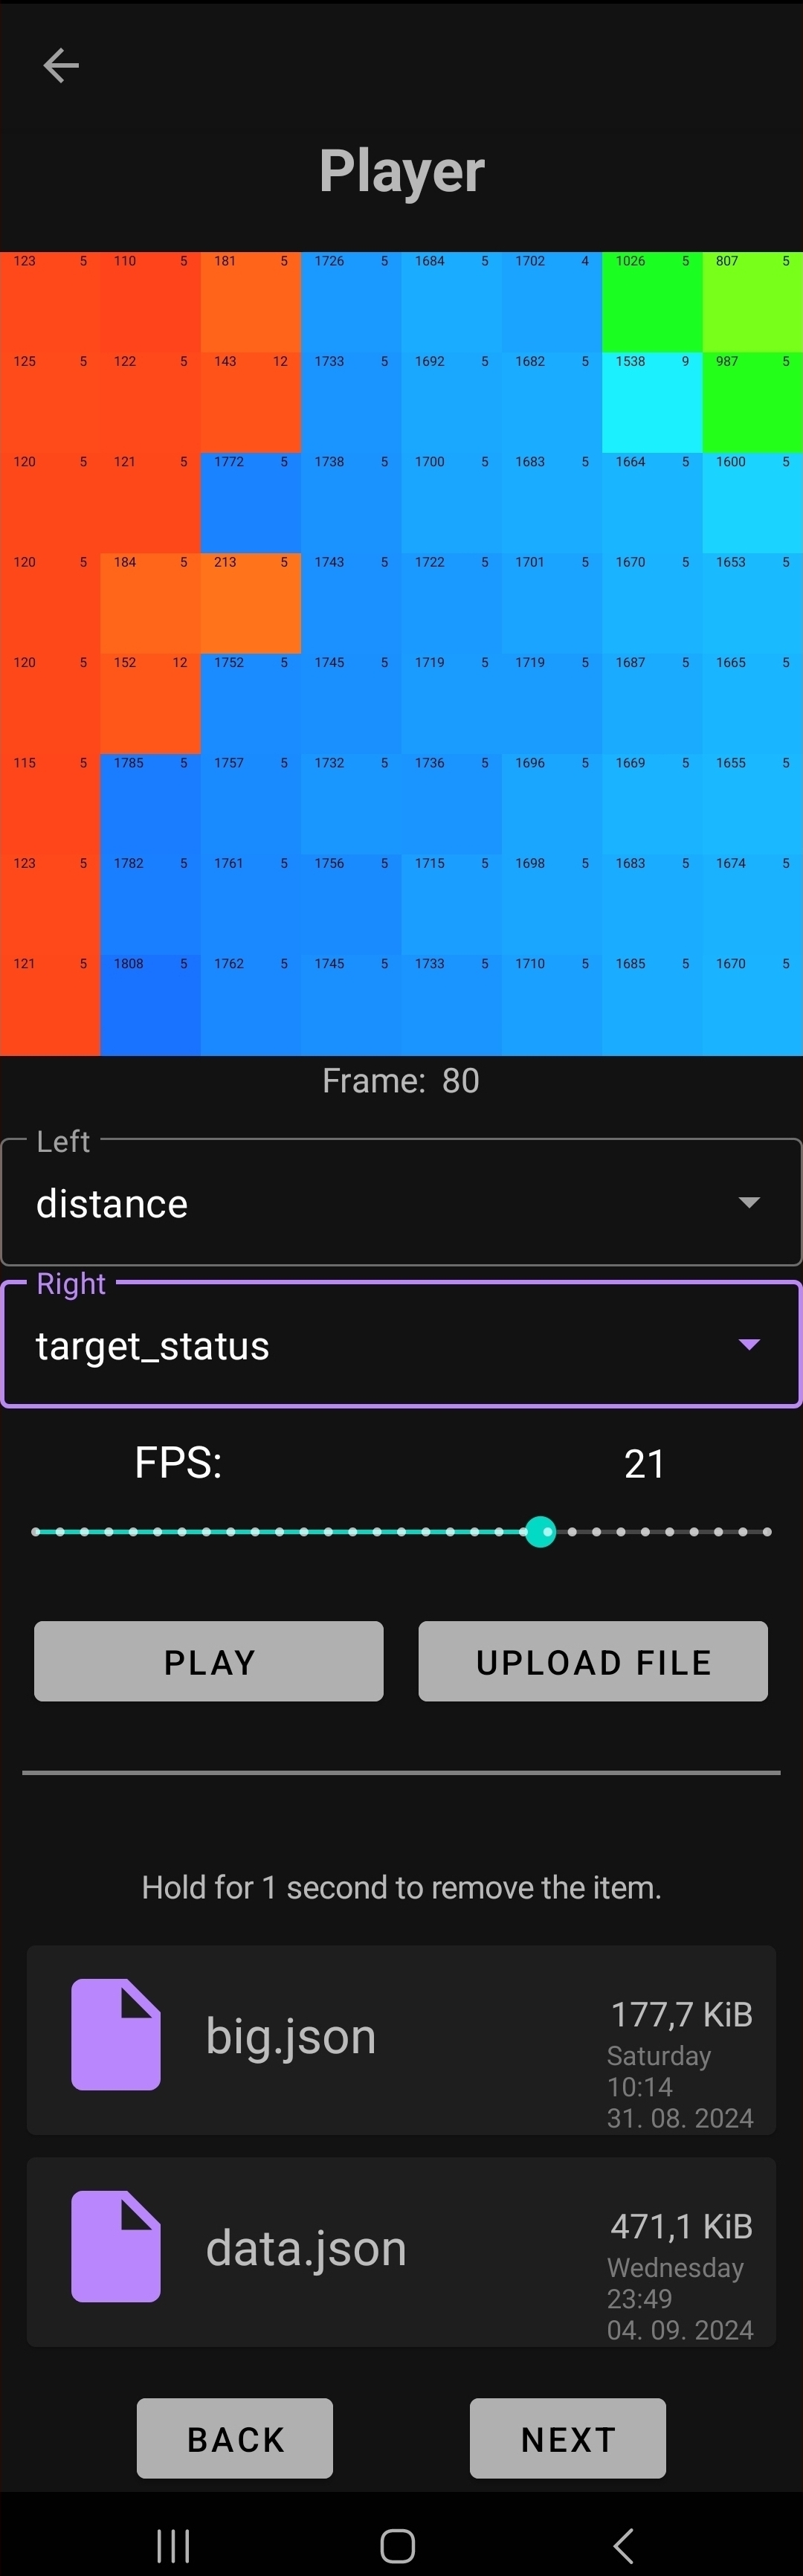 Player
123 5 110 5 181 5 1726 5 1684 5 1702 4 1026 5 807 5
125 5 122 5 143 12 1733 5 1692 5 1682 5 1538 9 987 5
120 5 121 5 1772 5 1738 5 1700 5 1683 5 1664 5 1600 5
120 5 184 5 213 5 1743 5 1722 5 1701 5 1670 5 1653 5
120 5 152 12 1752 5 1745 5 1719 5 1719 5 1687 5 1665 5
115 5 1785 5 1757 5 1732 5 1736 5 1696 5 1669 5 1655 5
123 5 1782 5 1761 5 1756 5 1715 5 1698 5 1683 5 1674 5
121 5 1808 5 1762 5 1745 5 1733 5 1710 5 1685 5 1670 5
Frame: 80
Left
distance
Right
target_status
FPS: 21
PLAY UPLOAD FILE
Hold for 1 second to remove the item.
big.json
177,7 KiB
Saturday
10:14
31. 08. 2024
data.json
471,1 KiB
Wednesday
23:49
04. 09. 2024
BACK NEXT